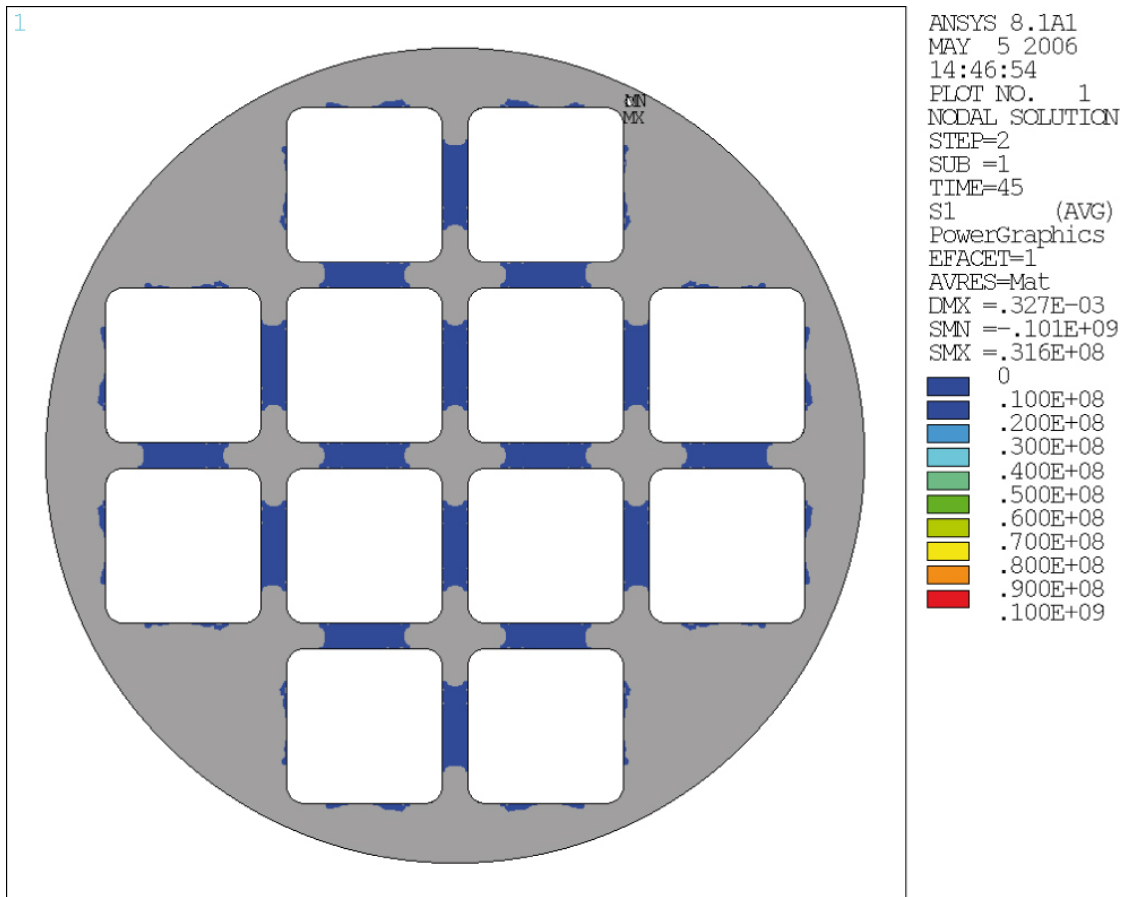 1
MN
MX
ANSYS 8.1A1
MAY 5 2006
14:46:54
PLOT NO. 1
NODAL SOLUTION
STEP=2
SUB =1
TIME=45
S1 (AVG)
PowerGraphics
EFACET=1
AVRES=Mat
DMX =.327E-03
SMN =-.101E+09
SMX =.316E+08
0
.100E+08
.200E+08
.300E+08
.400E+08
.500E+08
.600E+08
.700E+08
.800E+08
.900E+08
.100E+09